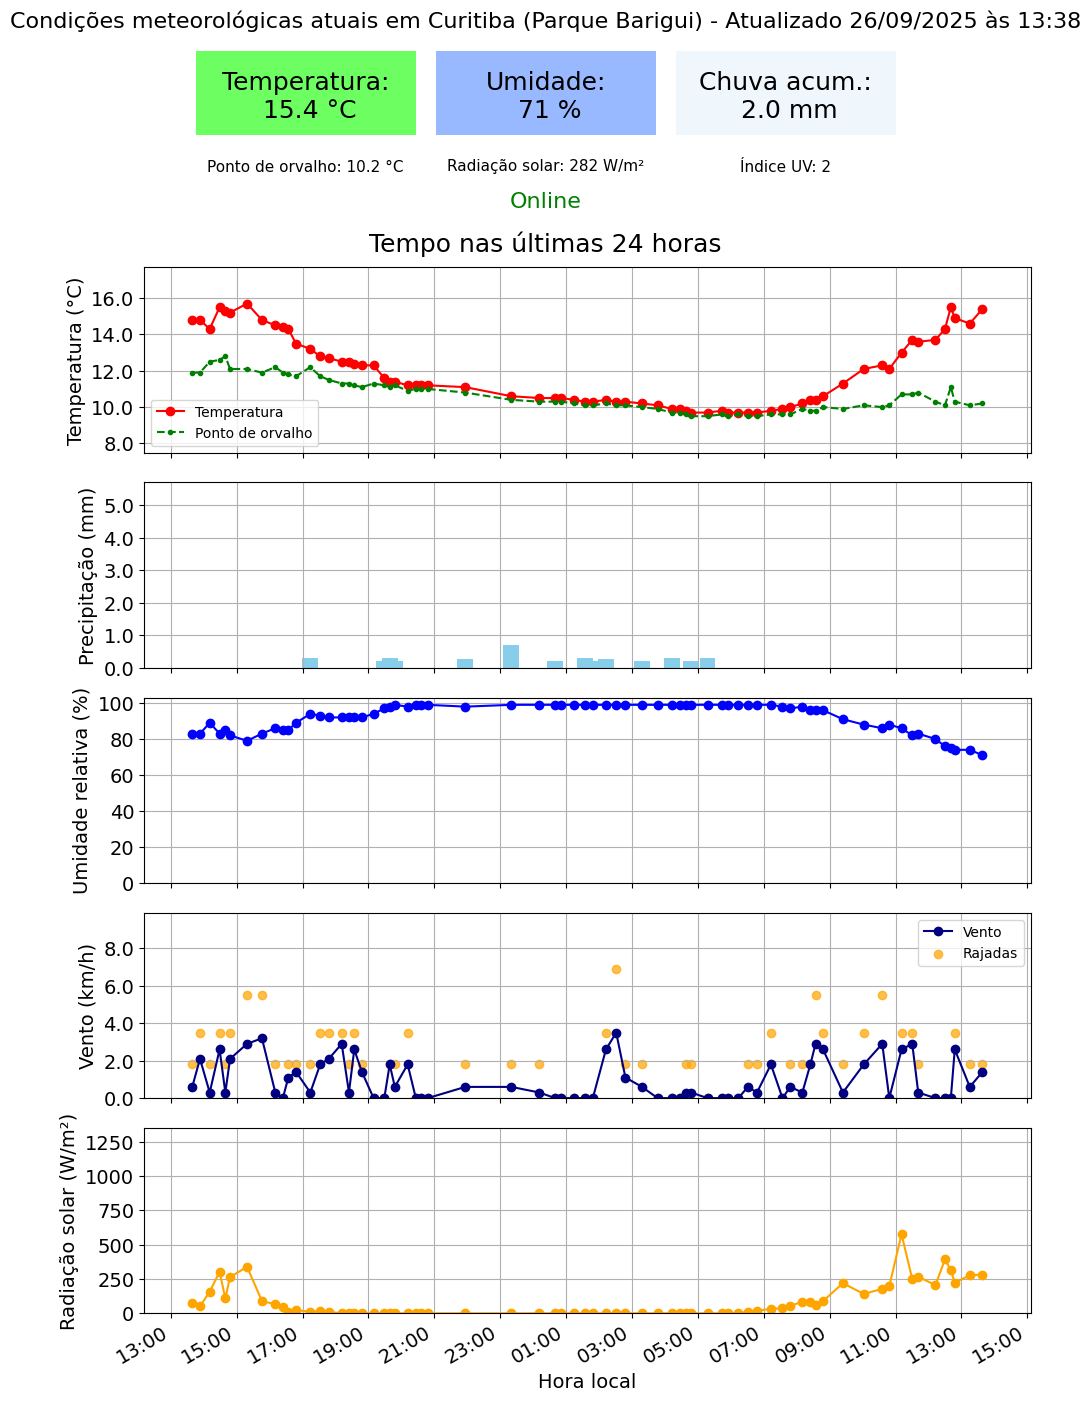 Condições meteorológicas atuais em Curitiba (Parque Barigui) - Atualizado 26/09/2025 às 13:38
Temperatura:
15.4 °C
Umidade:
71 %
Chuva acum.:
2.0 mm
Ponto de orvalho: 10.2 °C
Radiação solar: 282 W/m²
Índice UV: 2
Online
Tempo nas últimas 24 horas
Temperatura (°C)
16.0
14.0
12.0
10.0
8.0
Temperatura
Ponto de orvalho
Precipitação (mm)
5.0
4.0
3.0
2.0
1.0
0.0
Umidade relativa (%)
100
80
60
40
20
0
Vento (km/h)
8.0
6.0
4.0
2.0
0.0
Vento
Rajadas
Radiação solar (W/m²)
1250
1000
750
500
250
0
13:00
15:00
17:00
19:00
21:00
23:00
01:00
03:00
05:00
07:00
09:00
11:00
13:00
15:00
Hora local